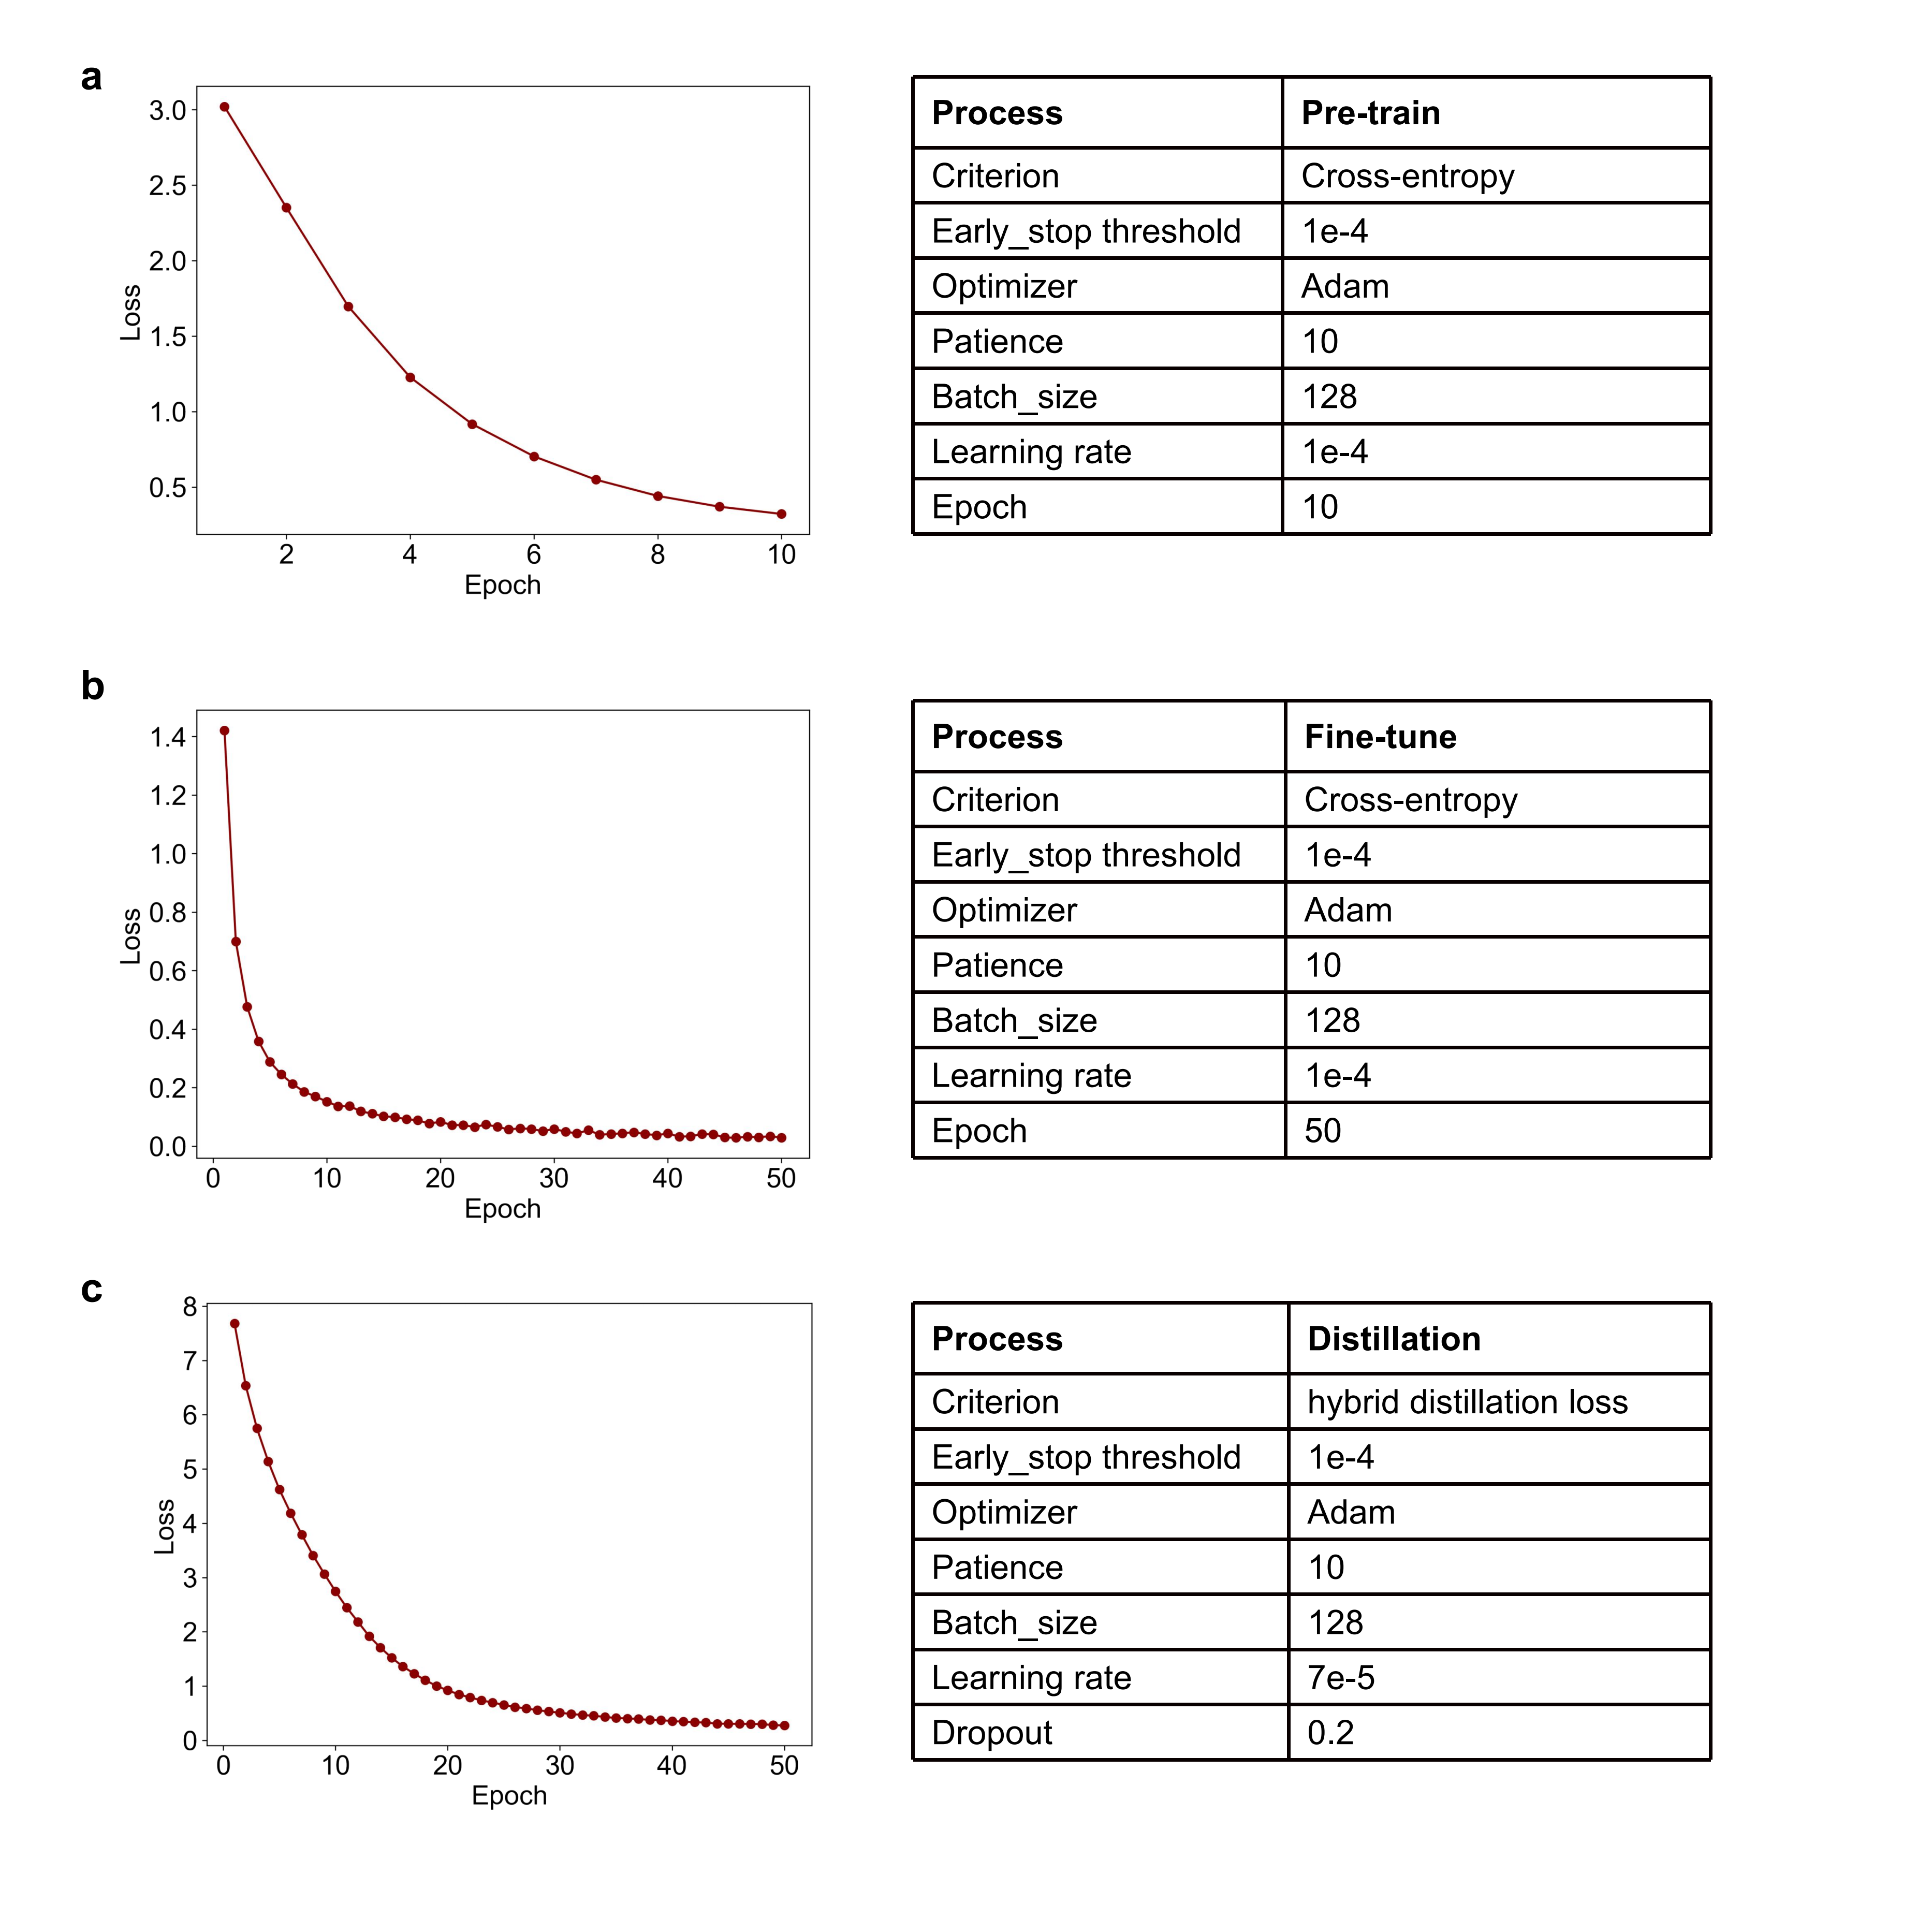 a
3.0
2.5
2.0
1.5
1.0
0.5
Loss
2 4 6 8 10
Epoch
Process Pre-train
Criterion Cross-entropy
Early_stop threshold 1e-4
Optimizer Adam
Patience 10
Batch_size 128
Learning rate 1e-4
Epoch 10
b
1.4
1.2
1.0
0.8
0.6
0.4
0.2
0.0
Loss
0 10 20 30 40 50
Epoch
Process Fine-tune
Criterion Cross-entropy
Early_stop threshold 1e-4
Optimizer Adam
Patience 10
Batch_size 128
Learning rate 1e-4
Epoch 50
c
8
7
6
5
4
3
2
1
0
Loss
0 10 20 30 40 50
Epoch
Process Distillation
Criterion hybrid distillation loss
Early_stop threshold 1e-4
Optimizer Adam
Patience 10
Batch_size 128
Learning rate 7e-5
Dropout 0.2